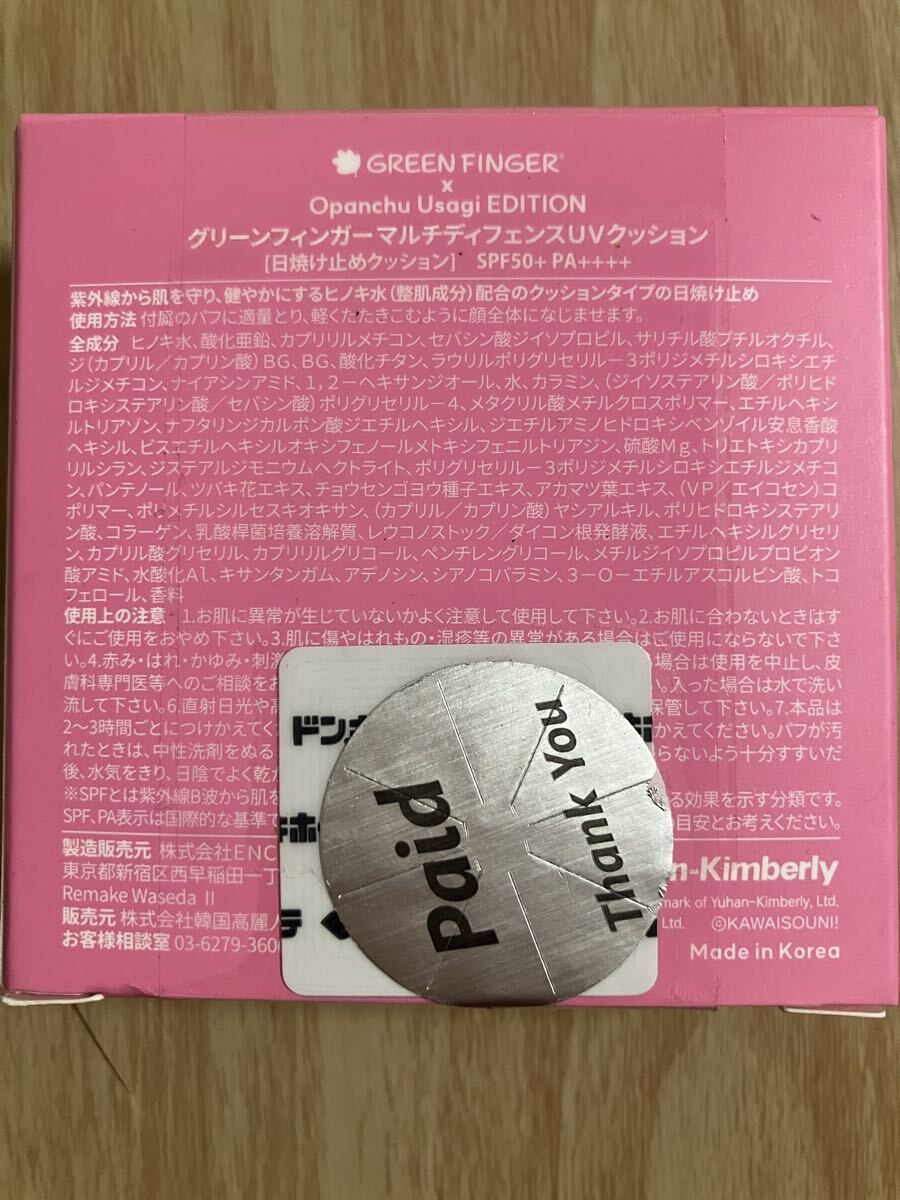 GREEN FINGER®
x
Opanchu Usagi EDITION
グリーンフィンガーマルチディフェンスUVクッション
[日焼け止めクッション] SPF50+ PA++++
紫外線から肌を守り、健やかにするヒノキ水(整肌成分)配合のクッションタイプの日焼け止め
使用方法 付属のパフに適量とり、軽くたたきこむように顔全体になじませます。
全成分 ヒノキ水、酸化亜鉛、カプリリルメチコン、セバシン酸ジイソプロピル、サリチル酸ブチルオクチル、
ジ(カプリル/カプリン酸)BG、BG、酸化チタン、ラウリルポリグリセリル-3ポリジメチルシロキシエチ
ルジメチコン、ナイアシンアミド、1,2-ヘキサンジオール、水、カラミン、(ジイソステアリン酸/ポリヒド
ロキシステアリン酸/セバシン酸)ポリグリセリル-4、メタクリル酸メチルクロスポリマー、エチルヘキシ
ルトリアゾン、ナフタリンジカルボン酸ジエチルヘキシル、ジエチルアミノヒドロキシベンゾイル安息香酸
ヘキシル、ビスエチルヘキシルオキシフェノールメトキシフェニルトリアジン、硫酸Mg、トリエトキシカプリ
リルシラン、ジステアルジモニウムヘクトライト、ポリグリセリル-3ポリジメチルシロキシエチルジメチコ
ン、パンテノール、ツバキ花エキス、チョウセンゴヨウ種子エキス、アカマツ葉エキス、(VP/エイコセン)コ
ポリマー、ポリメチルシルセスキオキサン、(カプリル/カプリン酸)ヤシアルキル、ポリヒドロキシステアリ
ン酸、コラーゲン、乳酸桿菌培養溶解質、レウコノストック/ダイコン根発酵液、エチルヘキシルグリセリ
ン、カプリル酸グリセリル、カプリリルグリコール、ペンチレングリコール、メチルジイソプロピルプロピオン
酸アミド、水酸化Al、キサンタンガム、アデノシン、シアノコバラミン、3-O-エチルアスコルビン酸、トコ
フェロール、香料
使用上の注意 1.お肌に異常が生じていないかよく注意して使用して下さい。2.お肌に合わないときはす
ぐにご使用をおやめ下さい。3.肌に傷やはれもの・湿疹等の異常がある場合はご使用にならないで下さ
い。4.赤み・はれ・かゆみ・刺激 場合は使用を中止し、皮
膚科専門医等へのご相談をお い。入った場合は水で洗い
流して下さい。6.直射日光や高 保管して下さい。7.本品は
2~3時間ごとにつけかえてく かえてください。パフが汚
れたときは、中性洗剤をぬる らないよう十分すすいだ
後、水気をきり、日陰でよく乾か
※SPFとは紫外線B波から肌を る効果を示す分類です。
SPF、PA表示は国際的な基準で の目安とお考えください。
製造販売元 株式会社ENC
東京都新宿区西早稲田一丁
Remake Waseda II
販売元 株式会社韓国高麗人
お客様相談室 03-6279-360
n-Kimberly
mark of Yuhan-Kimberly, Ltd.
Ltd. ©KAWAISOUNI!
Made in Korea
ドンキ
Paid
Thank You